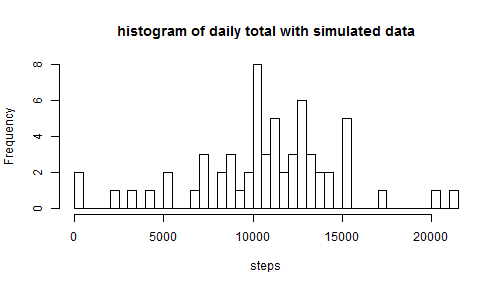 histogram of daily total with simulated data
Frequency
8
6
4
2
0
0 5000 10000 15000 20000
steps